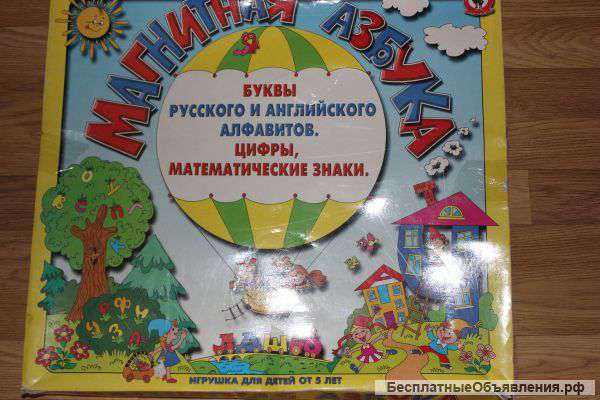 МАГНИТНАЯ АЗБУКА
БУКВЫ
РУССКОГО И АНГЛИЙСКОГО
АЛФАВИТОВ.
ЦИФРЫ,
МАТЕМАТИЧЕСКИЕ ЗНАКИ.
ИГРУШКА ДЛЯ ДЕТЕЙ ОТ 5 ЛЕТ
БесплатныеОбъявления.рф